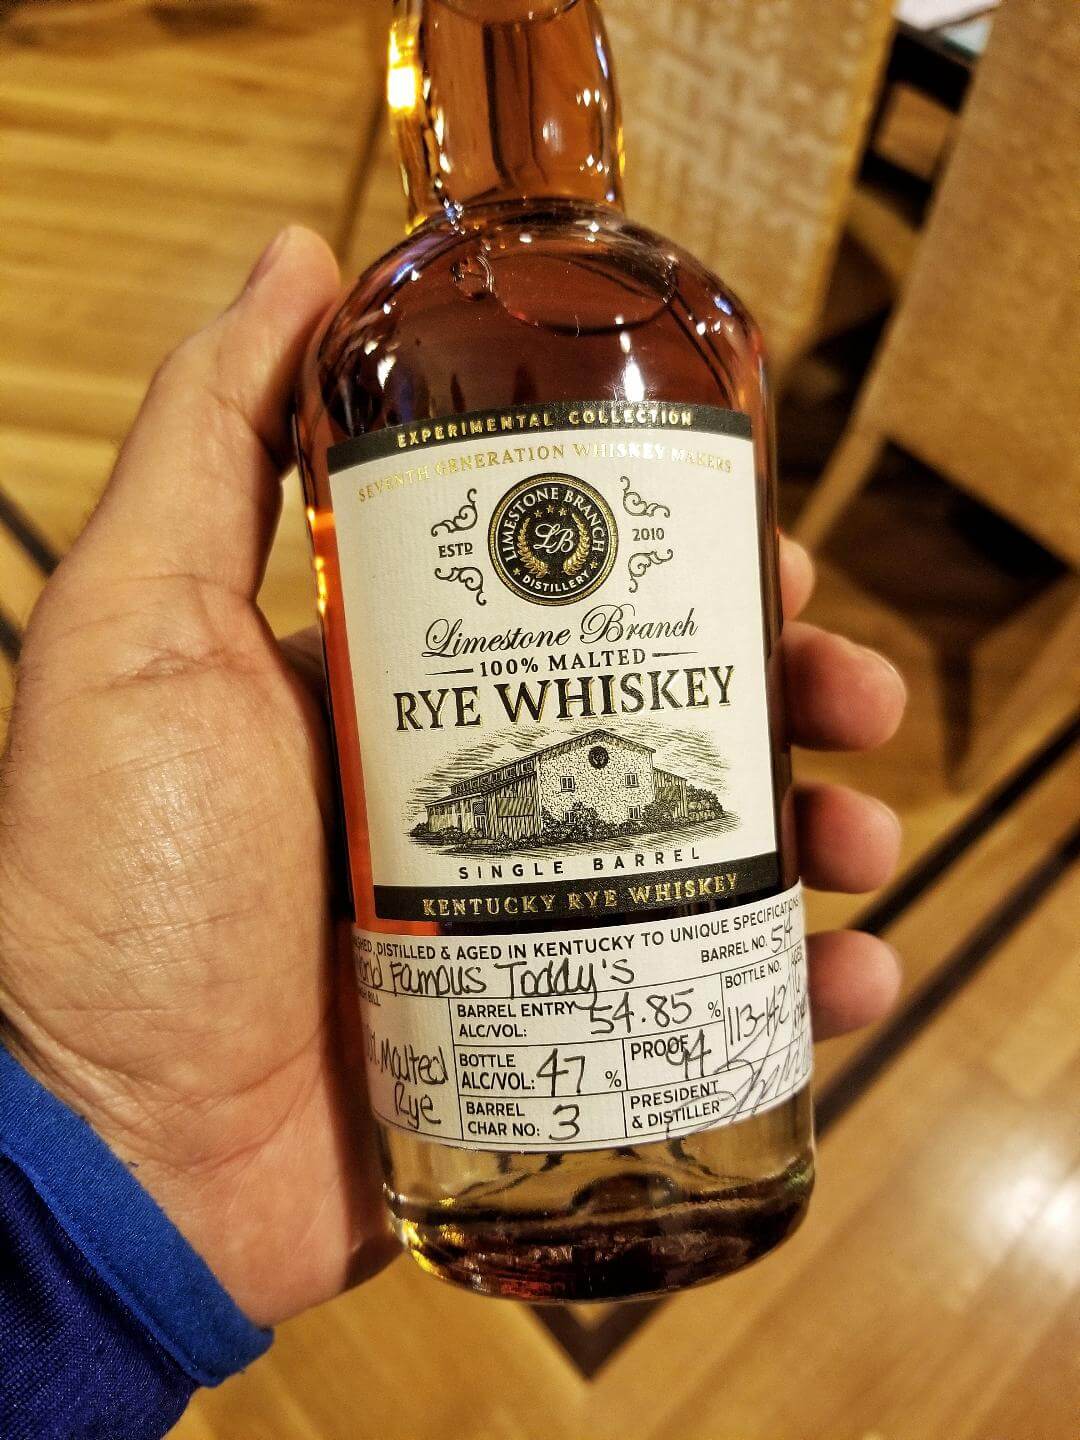 EXPERIMENTAL COLLECTION
SEVENTH GENERATION WHISKEY MAKERS
LIMESTONE BRANCH
LB
DISTILLERY
ESTD 2010
Limestone Branch
100% MALTED
RYE WHISKEY
SINGLE BARREL
KENTUCKY RYE WHISKEY
DISTILLED & AGED IN KENTUCKY TO UNIQUE SPECIFICATIONS
Famous Toddy's
BARREL NO. 514
BILL
Malted
Rye
BARREL ENTRY
ALC/VOL: 54.85 %
BOTTLE NO.
113-142
BOTTLE
ALC/VOL: 47 %
PROOF 94
BARREL
CHAR NO: 3
PRESIDENT
& DISTILLER